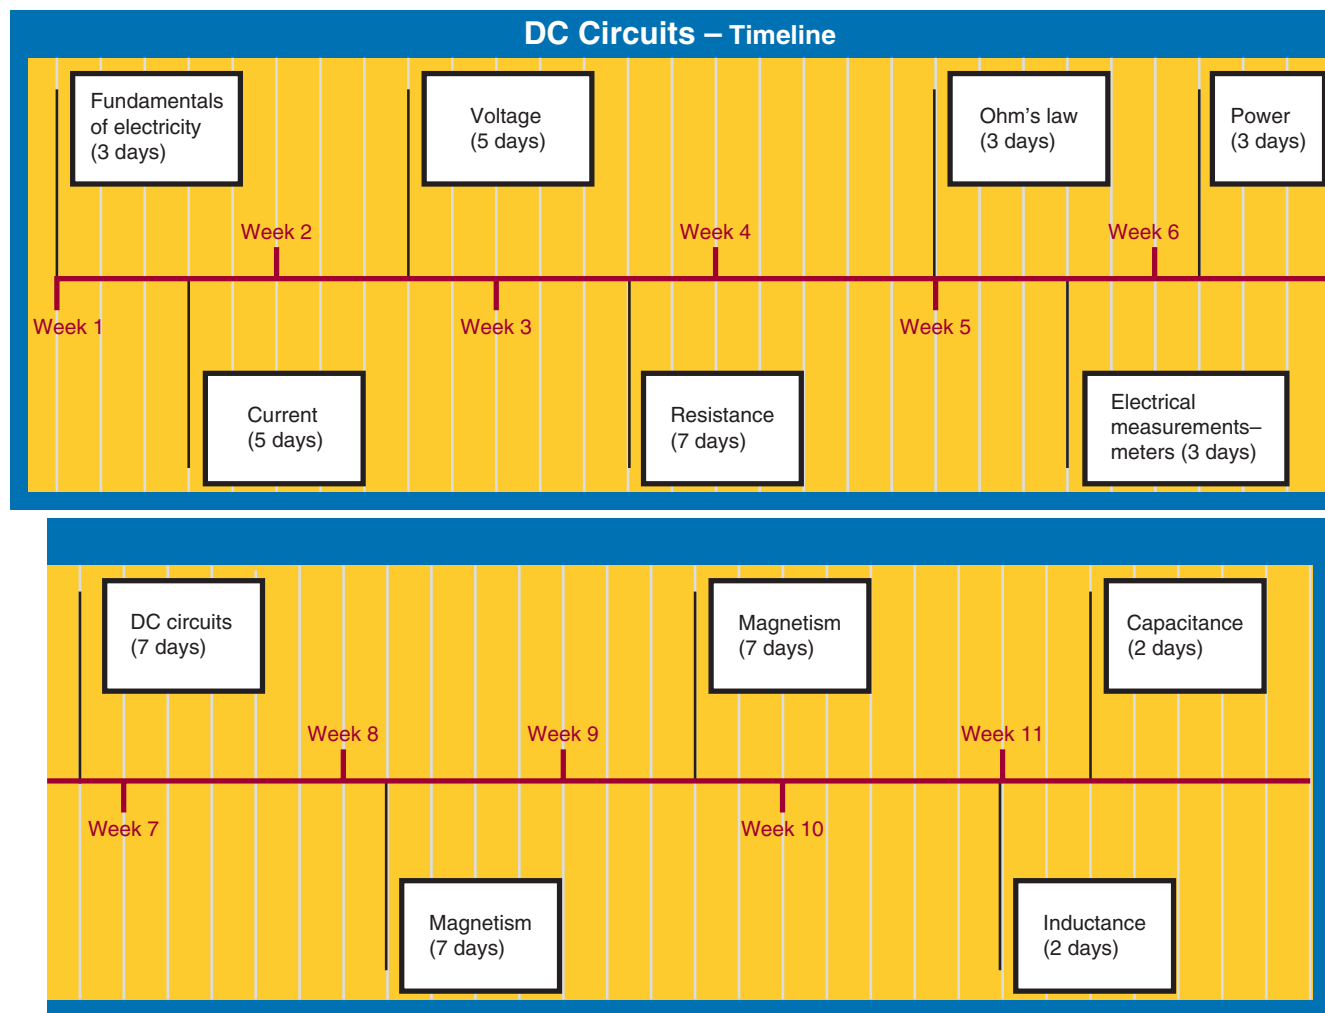 DC Circuits – Timeline
Fundamentals
of electricity
(3 days)
Voltage
(5 days)
Ohm's law
(3 days)
Power
(3 days)
Week 2
Week 4
Week 6
Week 1
Week 3
Week 5
Current
(5 days)
Resistance
(7 days)
Electrical
measurements–
meters (3 days)
DC circuits
(7 days)
Magnetism
(7 days)
Capacitance
(2 days)
Week 8
Week 9
Week 11
Week 7
Week 10
Magnetism
(7 days)
Inductance
(2 days)